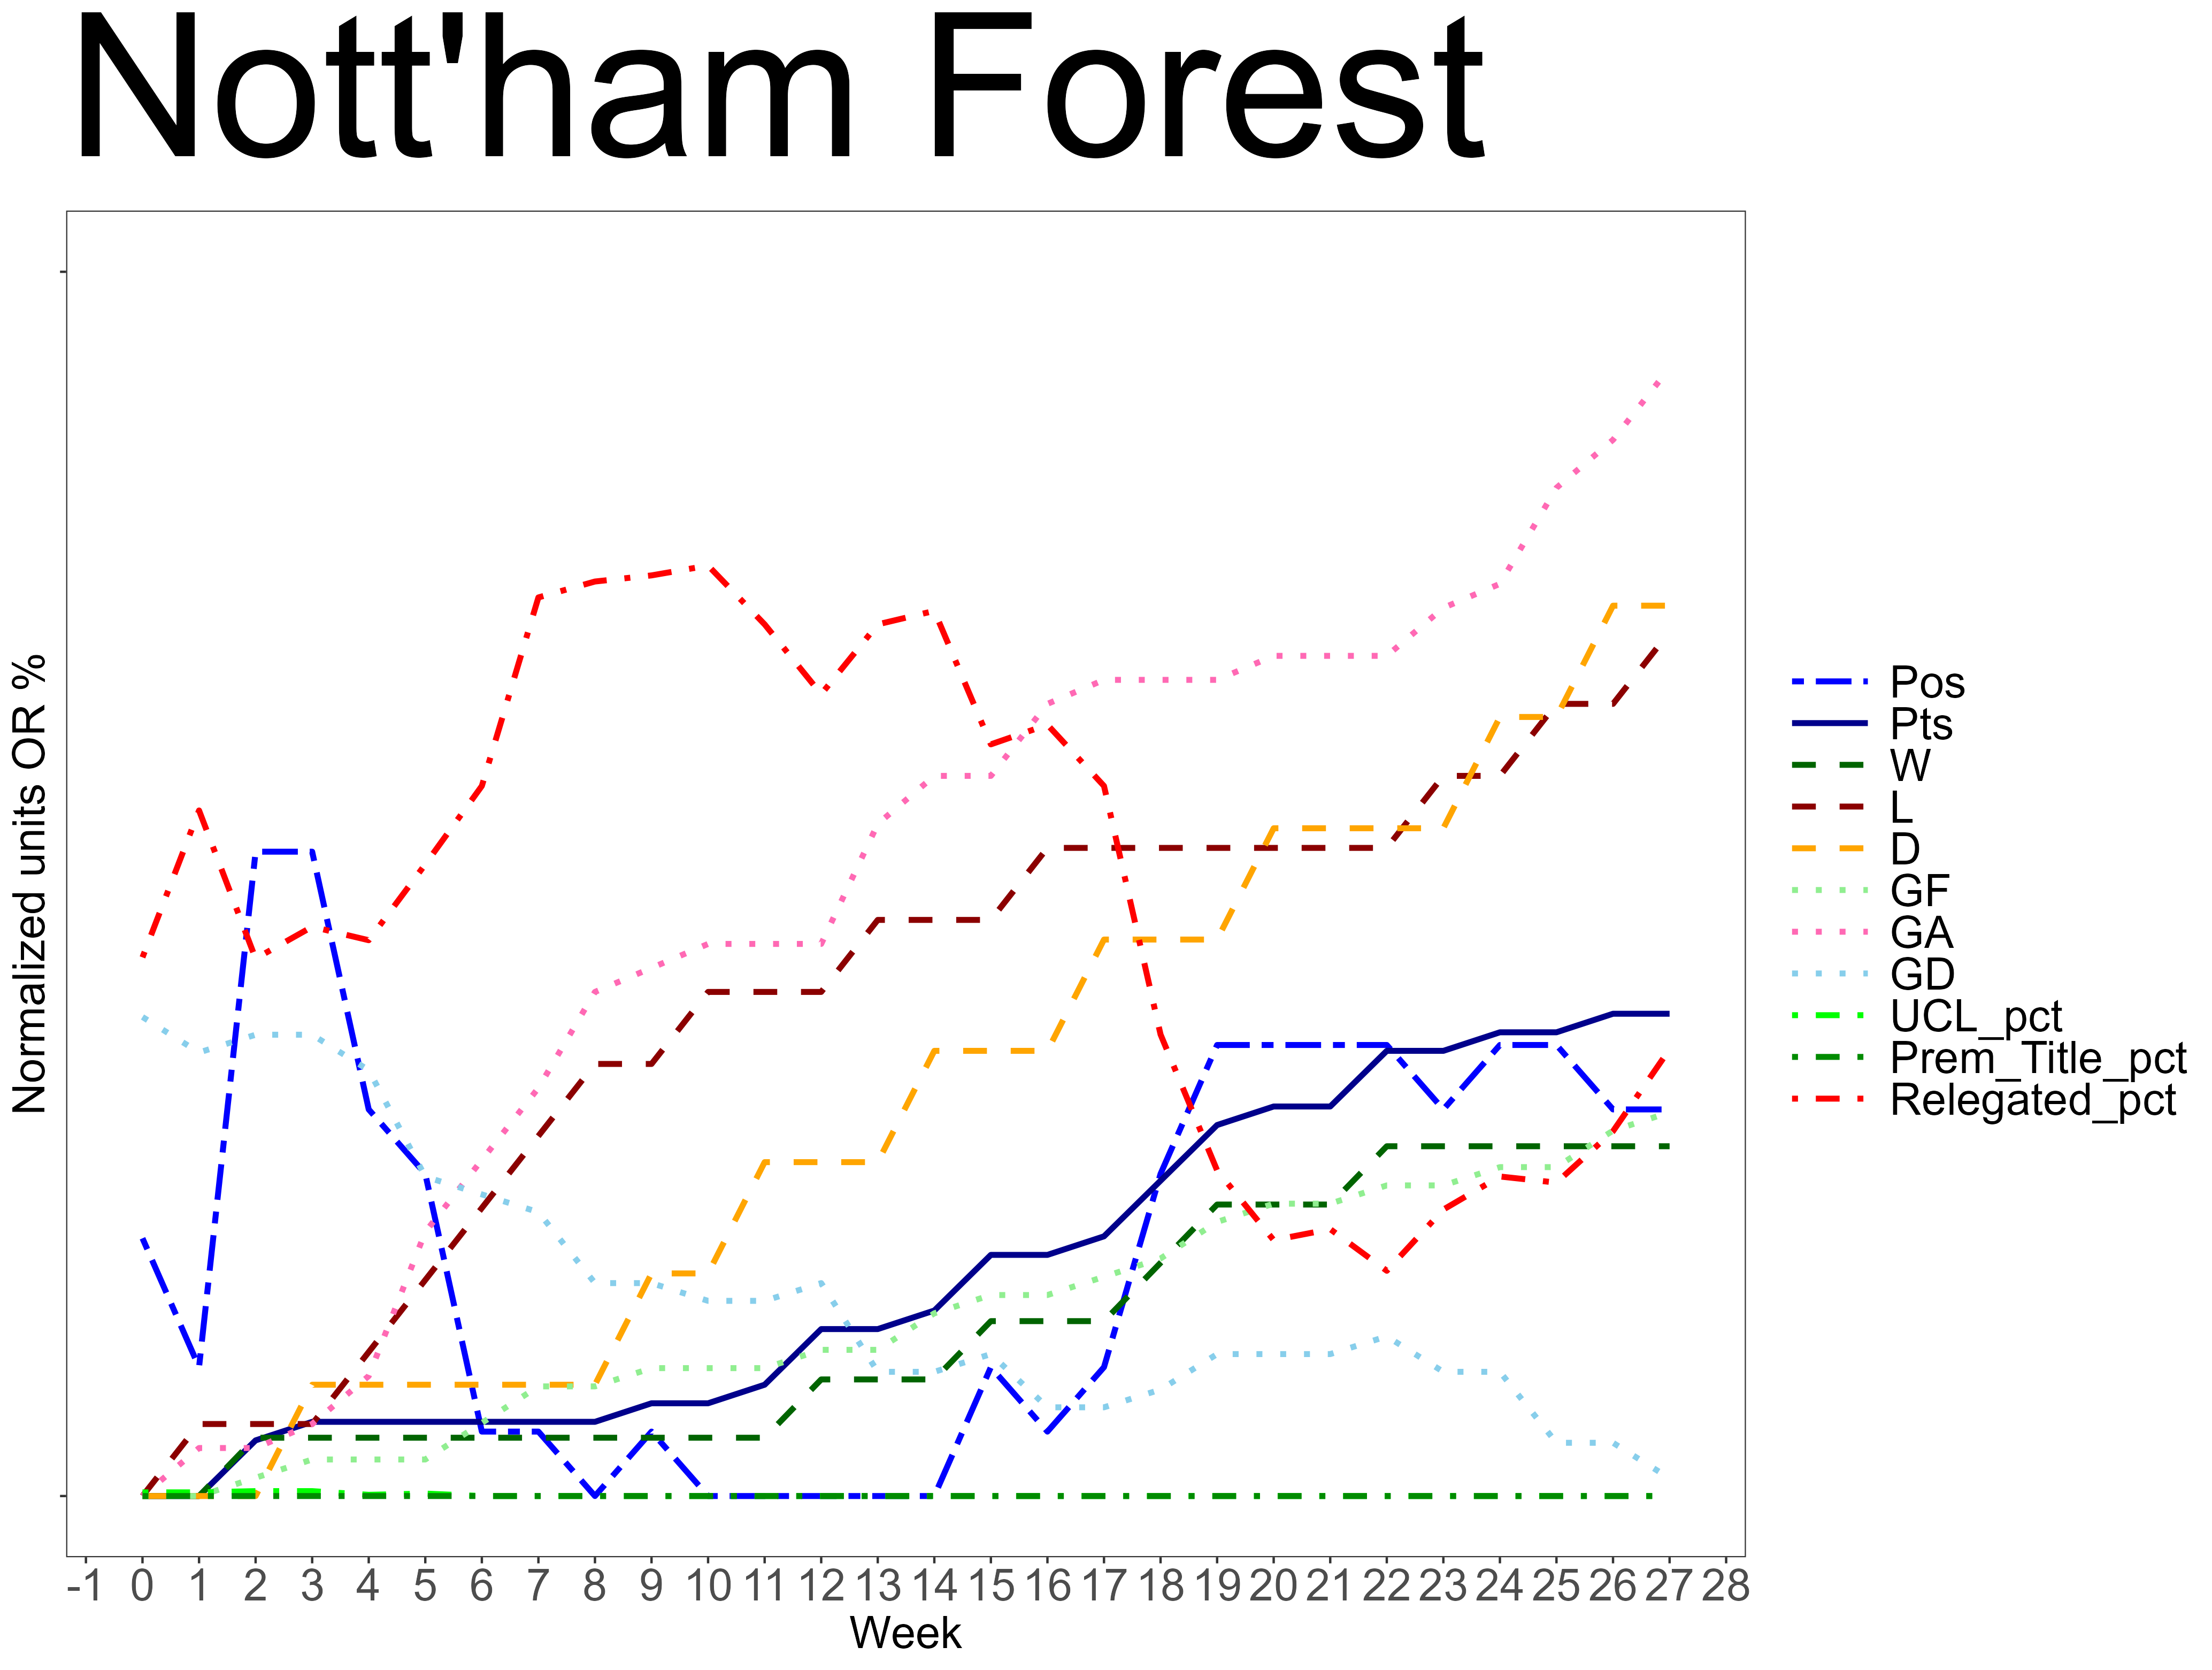 Nott'ham Forest
Normalized units OR %
Pos
Pts
W
L
D
GF
GA
GD
UCL_pct
Prem_Title_pct
Relegated_pct
-1 0 1 2 3 4 5 6 7 8 9 10 11 12 13 14 15 16 17 18 19 20 21 22 23 24 25 26 27 28
Week